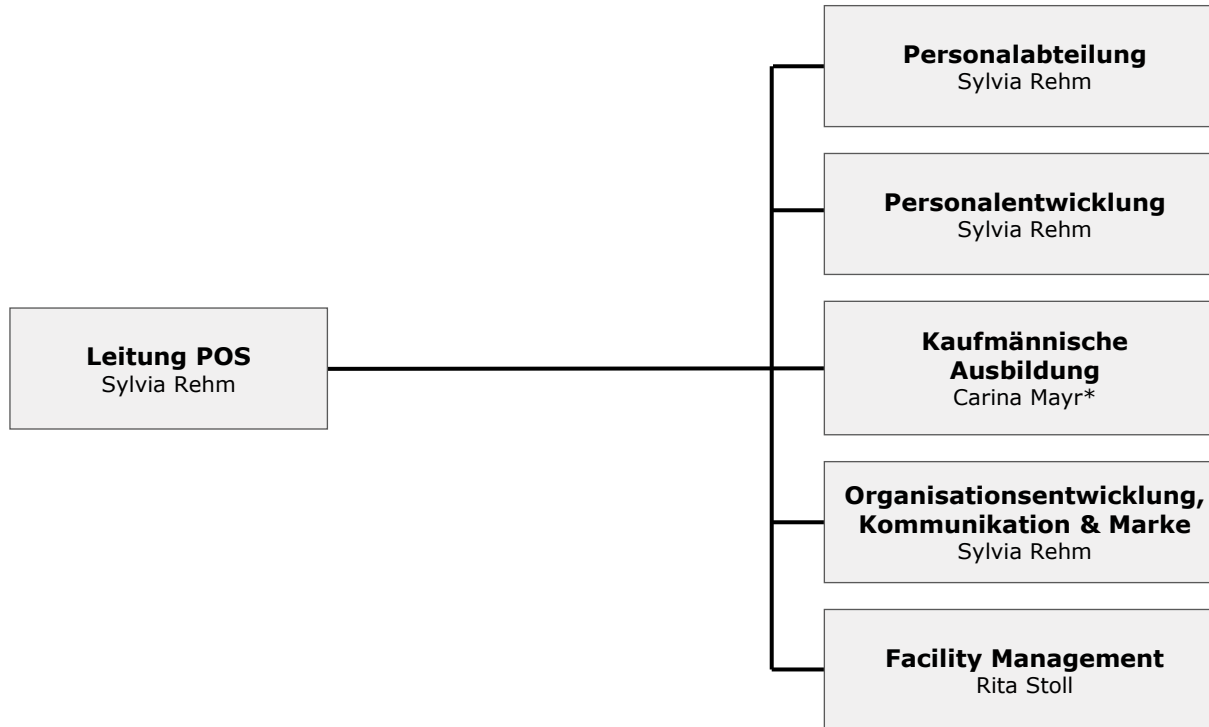 Personalabteilung
Sylvia Rehm
Personalentwicklung
Sylvia Rehm
Leitung POS
Sylvia Rehm
Kaufmännische
Ausbildung
Carina Mayr*
Organisationsentwicklung,
Kommunikation & Marke
Sylvia Rehm
Facility Management
Rita Stoll